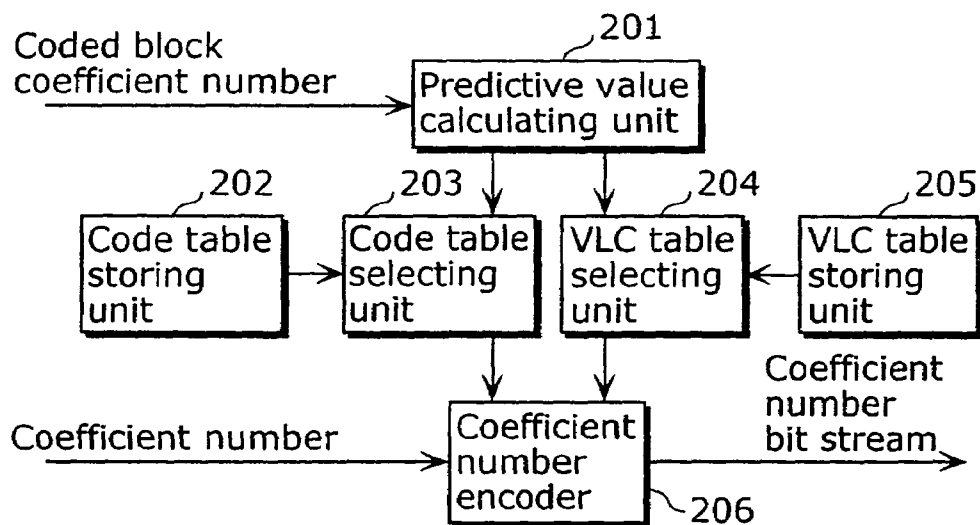 201
Coded block
coefficient number
Predictive value
calculating unit
202
203
204
205
Code table
storing
unit
Code table
selecting
unit
VLC table
selecting
unit
VLC table
storing
unit
Coefficient
number
bit stream
Coefficient number
Coefficient
number
encoder
206